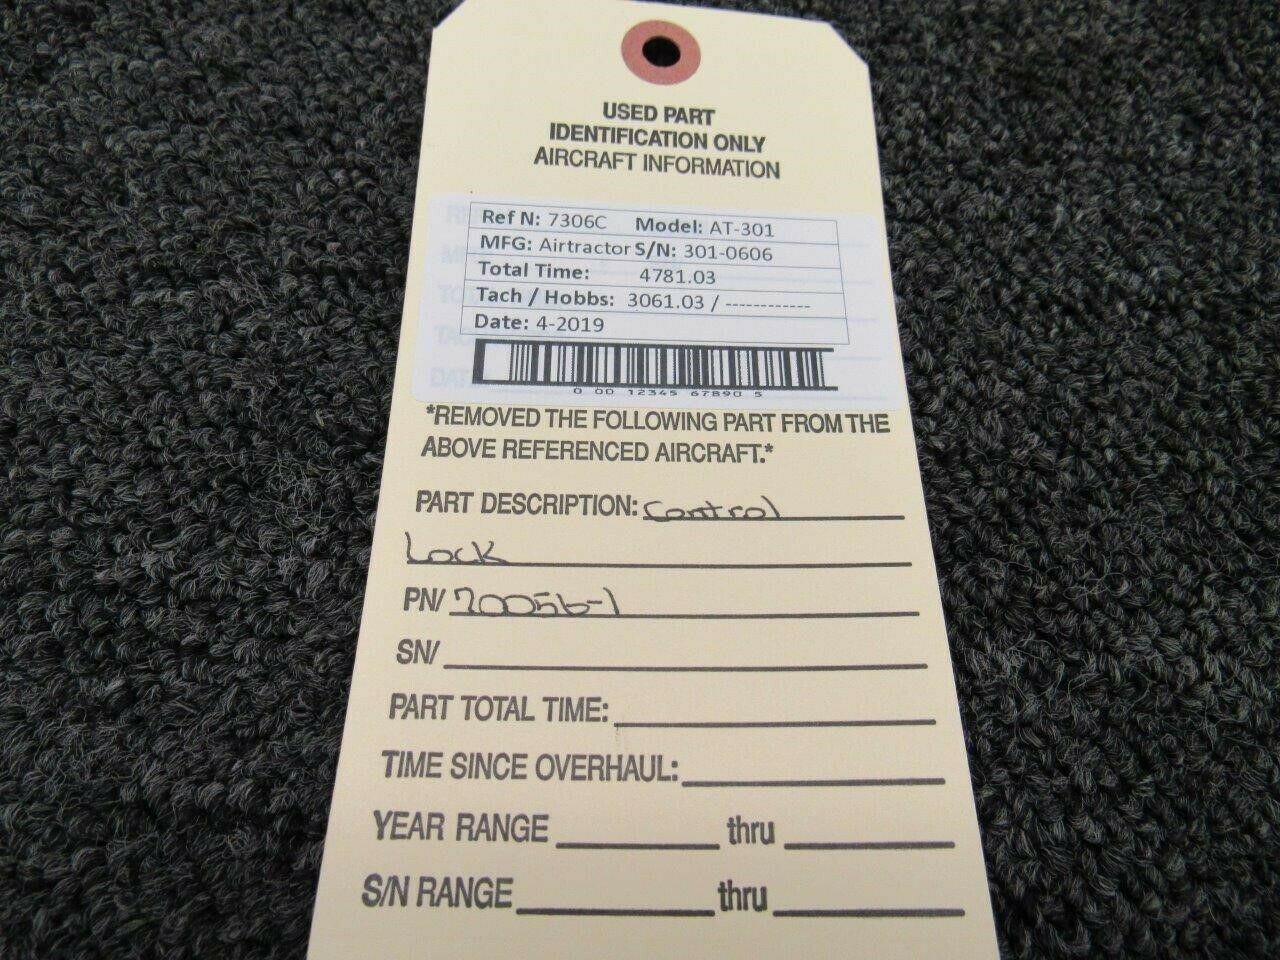 USED PART
IDENTIFICATION ONLY
AIRCRAFT INFORMATION
Ref N: 7306C Model: AT-301
MFG: Airtractor S/N: 301-0606
Total Time: 4781.03
Tach / Hobbs: 3061.03 / ------------
Date: 4-2019
0 00 12345 67890 5
*REMOVED THE FOLLOWING PART FROM THE
ABOVE REFERENCED AIRCRAFT.*
PART DESCRIPTION: Control
Lock
PN/ 70056-1
SN/
PART TOTAL TIME:
TIME SINCE OVERHAUL:
YEAR RANGE thru
S/N RANGE thru